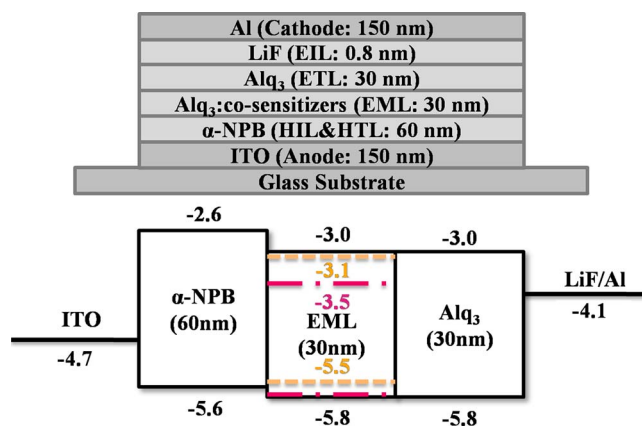 Al (Cathode: 150 nm)
LiF (EIL: 0.8 nm)
Alq₃ (ETL: 30 nm)
Alq₃:co-sensitizers (EML: 30 nm)
α-NPB (HIL&HTL: 60 nm)
ITO (Anode: 150 nm)
Glass Substrate
-2.6
-3.0
-3.0
-3.1
α-NPB
(60nm)
-3.5
EML
(30nm)
Alq₃
(30nm)
LiF/Al
-4.1
ITO
-4.7
-5.5
-5.6
-5.8
-5.8